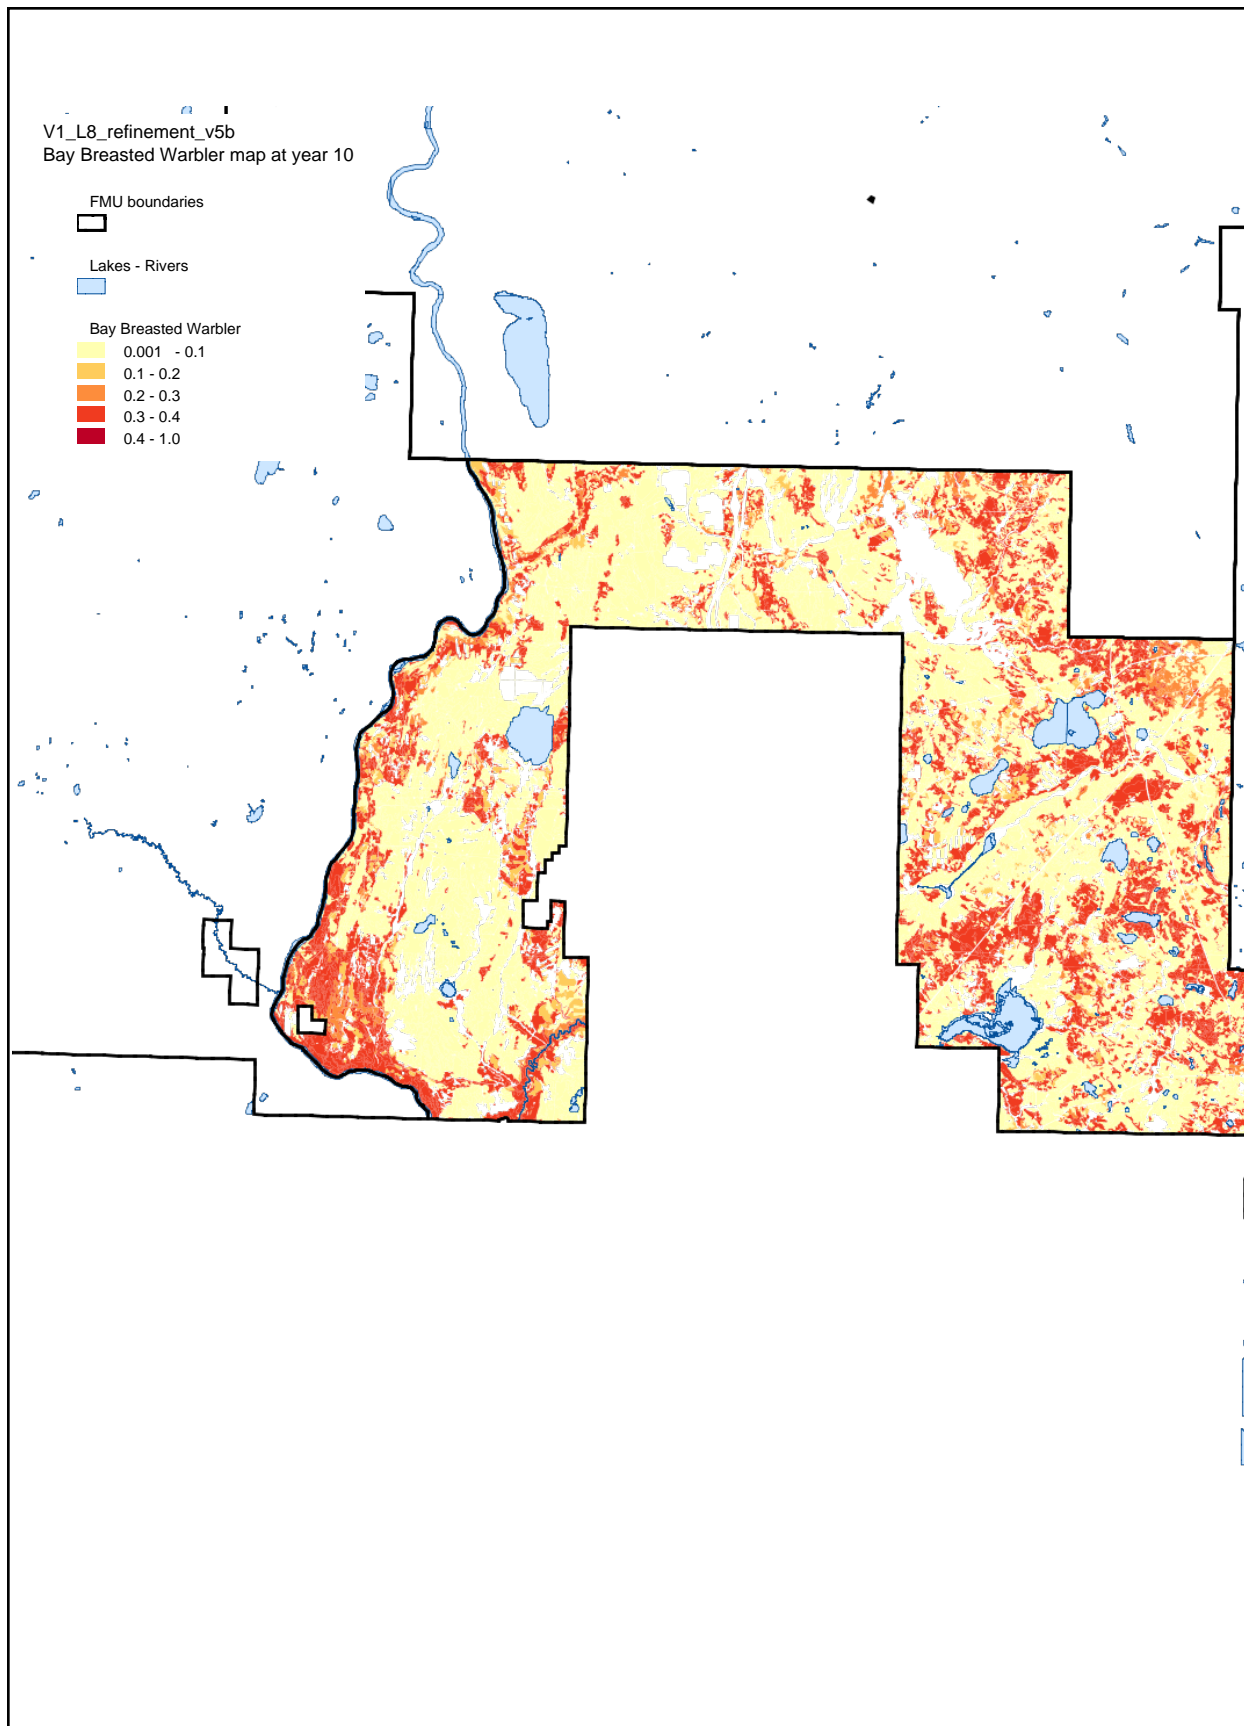 V1_L8_refinement_v5b
Bay Breasted Warbler map at year 10
FMU boundaries
Lakes - Rivers
Bay Breasted Warbler
0.001 - 0.1
0.1 - 0.2
0.2 - 0.3
0.3 - 0.4
0.4 - 1.0